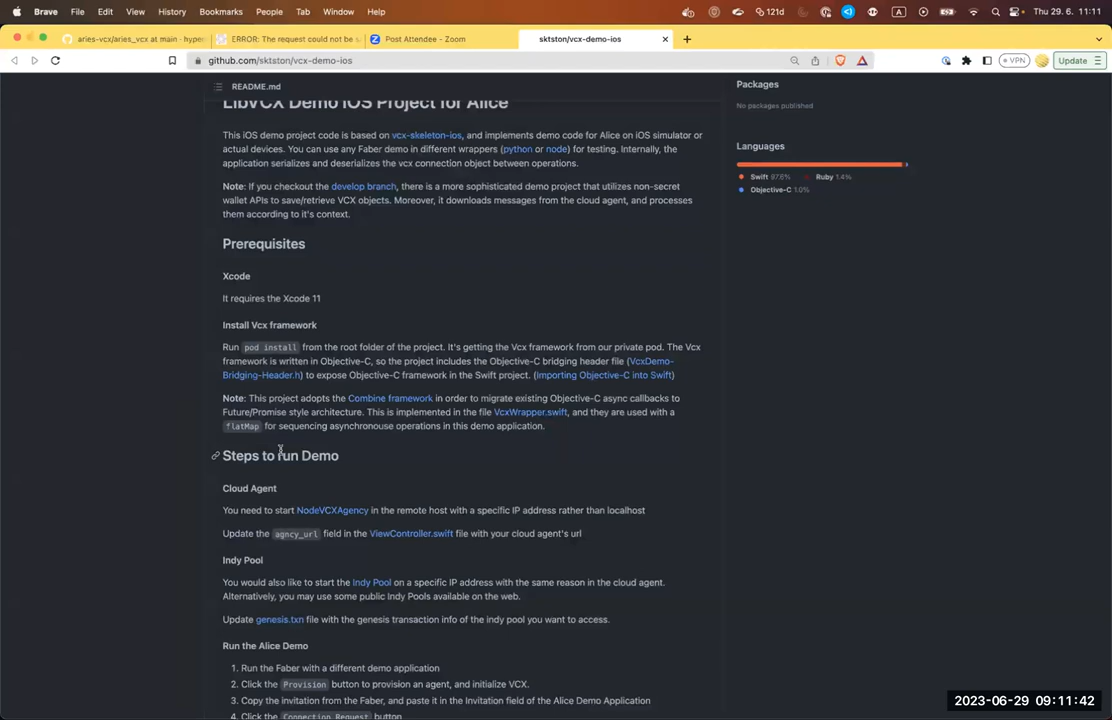 Brave File Edit View History Bookmarks People Tab Window Help 121d A Thu 29. 6. 11:11
aries-vcx/aries_vcx at main · hyper ERROR: The request could not be s Post Attendee - Zoom sktston/vcx-demo-ios
github.com/sktston/vcx-demo-ios VPN Update
README.md
LibVCX Demo iOS Project for Alice
This iOS demo project code is based on vcx-skeleton-ios, and implements demo code for Alice on iOS simulator or
actual devices. You can use any Faber demo in different wrappers (python or node) for testing. Internally, the
application serializes and deserializes the vcx connection object between operations.
Note: If you checkout the develop branch, there is a more sophisticated demo project that utilizes non-secret
wallet APIs to save/retrieve VCX objects. Moreover, it downloads messages from the cloud agent, and processes
them according to it's context.
Prerequisites
Xcode
It requires the Xcode 11
Install Vcx framework
Run pod install from the root folder of the project. It's getting the Vcx framework from our private pod. The Vcx
framework is written in Objective-C, so the project includes the Objective-C bridging header file (VcxDemo-
Bridging-Header.h) to expose Objective-C framework in the Swift project. (Importing Objective-C into Swift)
Note: This project adopts the Combine framework in order to migrate existing Objective-C async callbacks to
Future/Promise style architecture. This is implemented in the file VcxWrapper.swift, and they are used with a
flatMap for sequencing asynchronouse operations in this demo application.
Steps to run Demo
Cloud Agent
You need to start NodeVCXAgency in the remote host with a specific IP address rather than localhost
Update the agncy_url field in the ViewController.swift file with your cloud agent's url
Indy Pool
You would also like to start the Indy Pool on a specific IP address with the same reason in the cloud agent.
Alternatively, you may use some public Indy Pools available on the web.
Update genesis.txn file with the genesis transaction info of the indy pool you want to access.
Run the Alice Demo
1. Run the Faber with a different demo application
2. Click the Provision button to provision an agent, and initialize VCX.
3. Copy the invitation from the Faber, and paste it in the Invitation field of the Alice Demo Application
4. Click the Connection Request button
Packages
No packages published
Languages
Swift 97.6% Ruby 1.4%
Objective-C 1.0%
2023-06-29 09:11:42